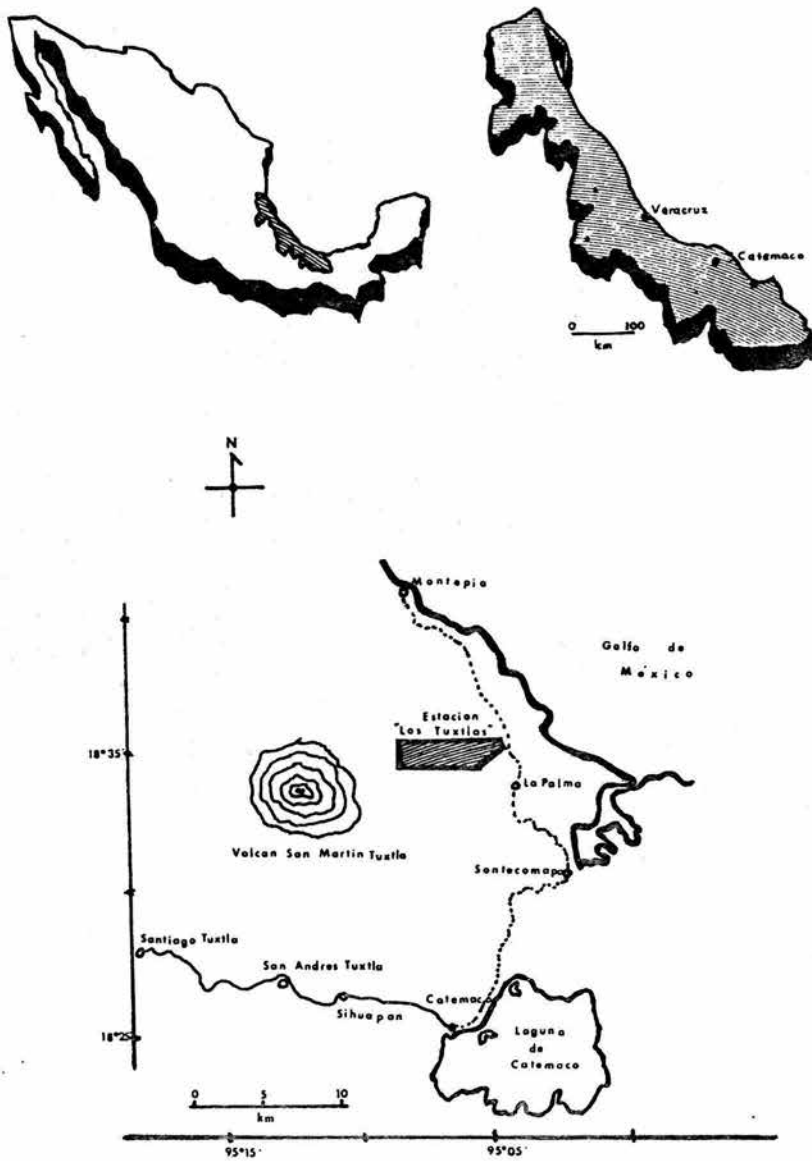 Veracruz
Catemaco
0 100
km
N
Montepio
Golfo de
México
Estacion
"Los Tuxtlas"
18°35'
La Palma
Volcan San Martin Tuxtla
Sontecomapa
Santiago Tuxtla
San Andres Tuxtla
Sihuapan
Catemaco
18°25'
Laguna
de
Catemaco
0 5 10
km
95°15' 95°05'